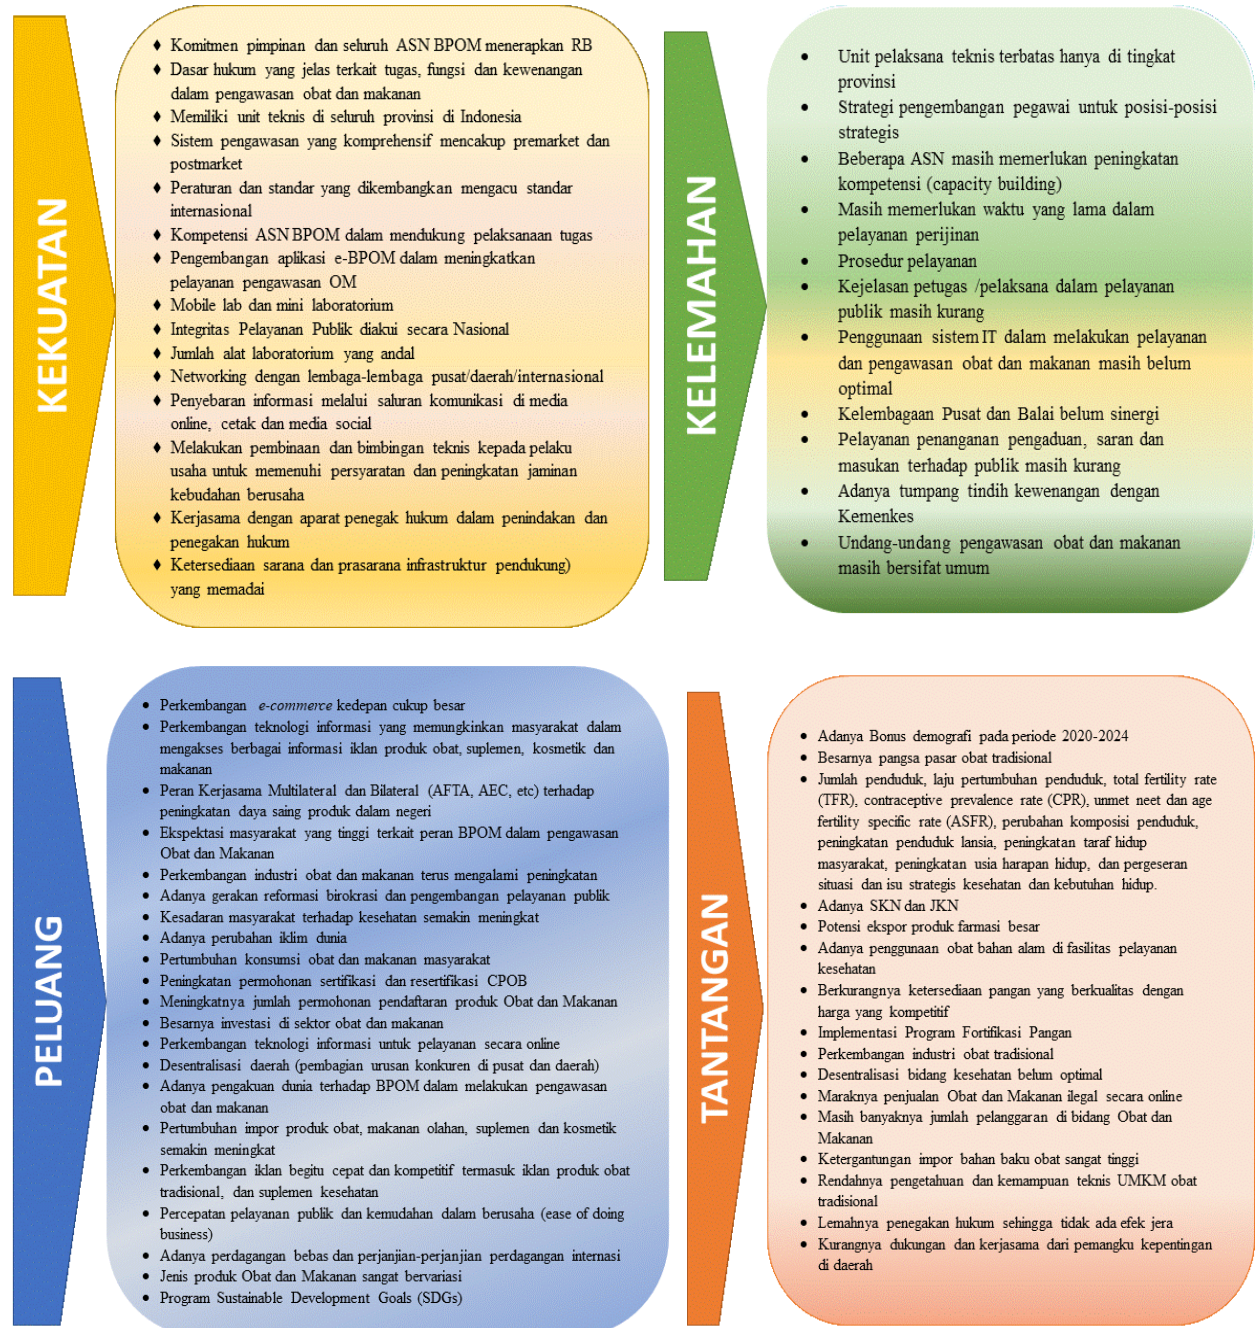 KEKUATAN
♦ Komitmen pimpinan dan seluruh ASN BPOM menerapkan RB
♦ Dasar hukum yang jelas terkait tugas, fungsi dan kewenangan
dalam pengawasan obat dan makanan
♦ Memiliki unit teknis di seluruh provinsi di Indonesia
♦ Sistem pengawasan yang komprehensif mencakup premarket dan
postmarket
♦ Peraturan dan standar yang dikembangkan mengacu standar
internasional
♦ Kompetensi ASN BPOM dalam mendukung pelaksanaan tugas
♦ Pengembangan aplikasi e-BPOM dalam meningkatkan
pelayanan pengawasan OM
♦ Mobile lab dan mini laboratorium
♦ Integritas Pelayanan Publik diakui secara Nasional
♦ Jumlah alat laboratorium yang andal
♦ Networking dengan lembaga-lembaga pusat/daerah/internasional
♦ Penyebaran informasi melalui saluran komunikasi di media
online, cetak dan media social
♦ Melakukan pembinaan dan bimbingan teknis kepada pelaku
usaha untuk memenuhi persyaratan dan peningkatan jaminan
kebudahan berusaha
♦ Kerjasama dengan aparat penegak hukum dalam penindakan dan
penegakan hukum
♦ Ketersediaan sarana dan prasarana infrastruktur pendukung)
yang memadai
KELEMAHAN
• Unit pelaksana teknis terbatas hanya di tingkat
provinsi
• Strategi pengembangan pegawai untuk posisi-posisi
strategis
• Beberapa ASN masih memerlukan peningkatan
kompetensi (capacity building)
• Masih memerlukan waktu yang lama dalam
pelayanan perijinan
• Prosedur pelayanan
• Kejelasan petugas /pelaksana dalam pelayanan
publik masih kurang
• Penggunaan sistem IT dalam melakukan pelayanan
dan pengawasan obat dan makanan masih belum
optimal
• Kelembagaan Pusat dan Balai belum sinergi
• Pelayanan penanganan pengaduan, saran dan
masukan terhadap publik masih kurang
• Adanya tumpang tindih kewenangan dengan
Kemenkes
• Undang-undang pengawasan obat dan makanan
masih bersifat umum
PELUANG
• Perkembangan e-commerce kedepan cukup besar
• Perkembangan teknologi informasi yang memungkinkan masyarakat dalam
mengakses berbagai informasi iklan produk obat, suplemen, kosmetik dan
makanan
• Peran Kerjasama Multilateral dan Bilateral (AFTA, AEC, etc) terhadap
peningkatan daya saing produk dalam negeri
• Ekspektasi masyarakat yang tinggi terkait peran BPOM dalam pengawasan
Obat dan Makanan
• Perkembangan industri obat dan makanan terus mengalami peningkatan
• Adanya gerakan reformasi birokrasi dan pengembangan pelayanan publik
• Kesadaran masyarakat terhadap kesehatan semakin meningkat
• Adanya perubahan iklim dunia
• Pertumbuhan konsumsi obat dan makanan masyarakat
• Peningkatan permohonan sertifikasi dan resertifikasi CPOB
• Meningkatnya jumlah permohonan pendaftaran produk Obat dan Makanan
• Besarnya investasi di sektor obat dan makanan
• Perkembangan teknologi informasi untuk pelayanan secara online
• Desentralisasi daerah (pembagian urusan konkuren di pusat dan daerah)
• Adanya pengakuan dunia terhadap BPOM dalam melakukan pengawasan
obat dan makanan
• Pertumbuhan impor produk obat, makanan olahan, suplemen dan kosmetik
semakin meningkat
• Perkembangan iklan begitu cepat dan kompetitif termasuk iklan produk obat
tradisional, dan suplemen kesehatan
• Percepatan pelayanan publik dan kemudahan dalam berusaha (ease of doing
business)
• Adanya perdagangan bebas dan perjanjian-perjanjian perdagangan internasi
• Jenis produk Obat dan Makanan sangat bervariasi
• Program Sustainable Development Goals (SDGs)
TANTANGAN
• Adanya Bonus demografi pada periode 2020-2024
• Besarnya pangsa pasar obat tradisional
• Jumlah penduduk, laju pertumbuhan penduduk, total fertility rate
(TFR), contraceptive prevalence rate (CPR), unmet neet dan age
fertility specific rate (ASFR), perubahan komposisi penduduk,
peningkatan penduduk lansia, peningkatan taraf hidup
masyarakat, peningkatan usia harapan hidup, dan pergeseran
situasi dan isu strategis kesehatan dan kebutuhan hidup.
• Adanya SKN dan JKN
• Potensi ekspor produk farmasi besar
• Adanya penggunaan obat bahan alam di fasilitas pelayanan
kesehatan
• Berkurangnya ketersediaan pangan yang berkualitas dengan
harga yang kompetitif
• Implementasi Program Fortifikasi Pangan
• Perkembangan industri obat tradisional
• Desentralisasi bidang kesehatan belum optimal
• Maraknya penjualan Obat dan Makanan ilegal secara online
• Masih banyaknya jumlah pelanggaran di bidang Obat dan
Makanan
• Ketergantungan impor bahan baku obat sangat tinggi
• Rendahnya pengetahuan dan kemampuan teknis UMKM obat
tradisional
• Lemahnya penegakan hukum sehingga tidak ada efek jera
• Kurangnya dukungan dan kerjasama dari pemangku kepentingan
di daerah